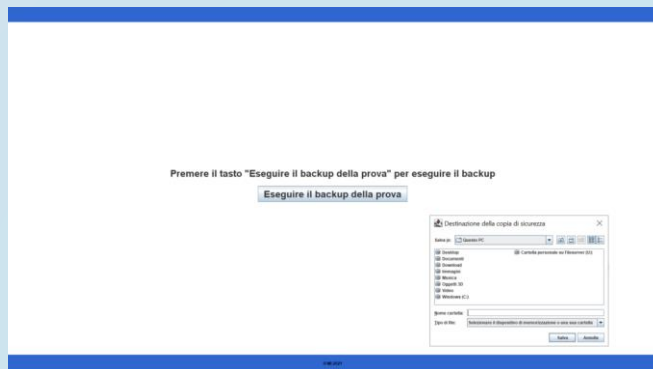 Premere il tasto "Eseguire il backup della prova" per eseguire il backup
Eseguire il backup della prova
Destinazione della copia di sicurezza
Salva in: Questo PC
Desktop
Documenti
Download
Immagini
Musica
Oggetti 3D
Video
Windows (C:)
Cartella personale su Fileserver (U:)
Nome cartella:
Tipo di file: Selezionare il dispositivo di memorizzazione o una sua cartella
Salva Annulla